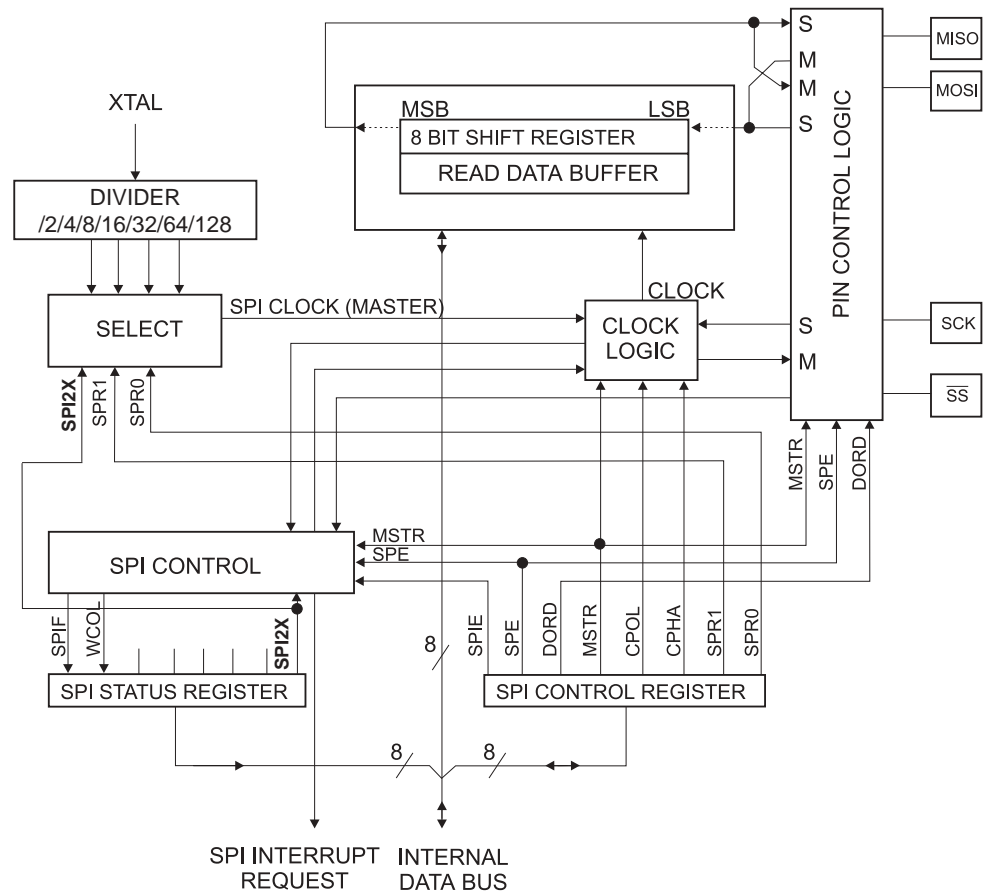 S
MISO
M
M
MOSI
XTAL
MSB
LSB
S
8 BIT SHIFT REGISTER
READ DATA BUFFER
DIVIDER
/2/4/8/16/32/64/128
PIN CONTROL LOGIC
SPI CLOCK (MASTER)
CLOCK
SELECT
CLOCK
LOGIC
S
SCK
M
SPI2X
SPR1
SPR0
SS
MSTR
SPE
DORD
MSTR
SPE
SPI CONTROL
SPIF
WCOL
SPI2X
SPIE
SPE
DORD
MSTR
CPOL
CPHA
SPR1
SPR0
8
SPI STATUS REGISTER
SPI CONTROL REGISTER
8
8
SPI INTERRUPT
REQUEST
INTERNAL
DATA BUS